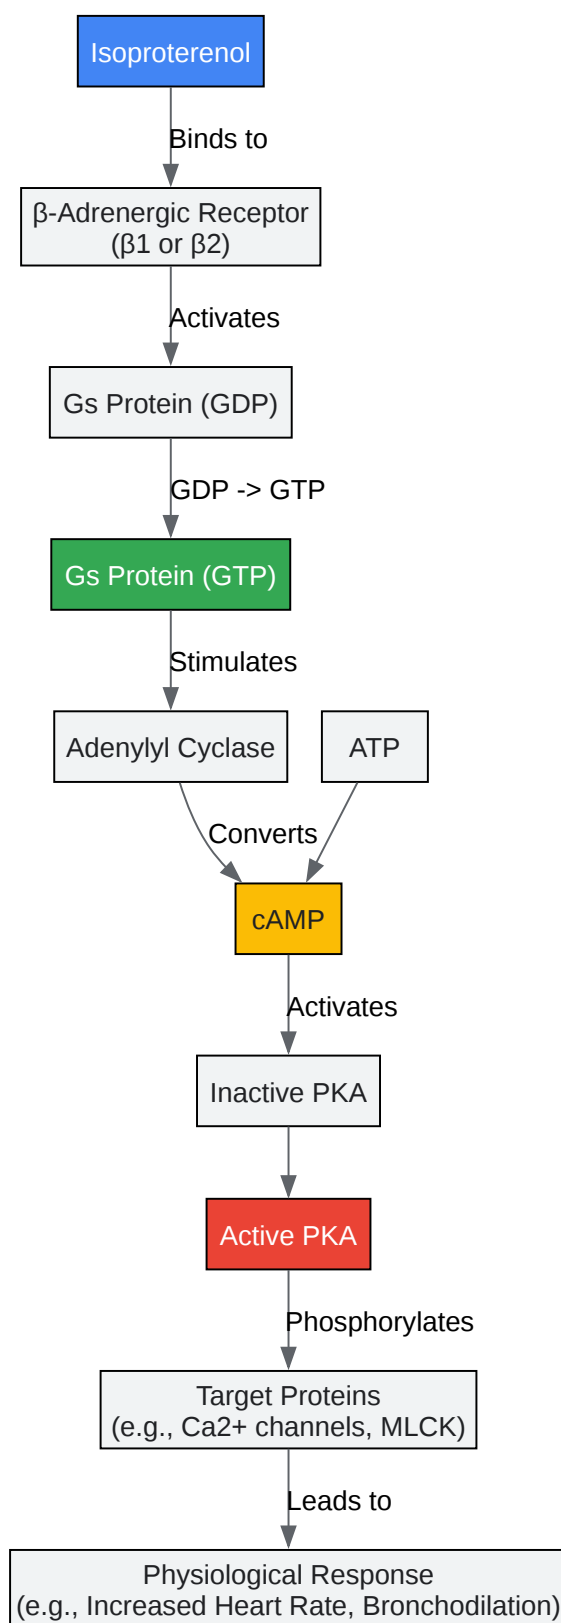 Isoproterenol
Binds to
β-Adrenergic Receptor
(β1 or β2)
Activates
Gs Protein (GDP)
GDP -> GTP
Gs Protein (GTP)
Stimulates
Adenylyl Cyclase
ATP
Converts
cAMP
Activates
Inactive PKA
Active PKA
Phosphorylates
Target Proteins
(e.g., Ca2+ channels, MLCK)
Leads to
Physiological Response
(e.g., Increased Heart Rate, Bronchodilation)